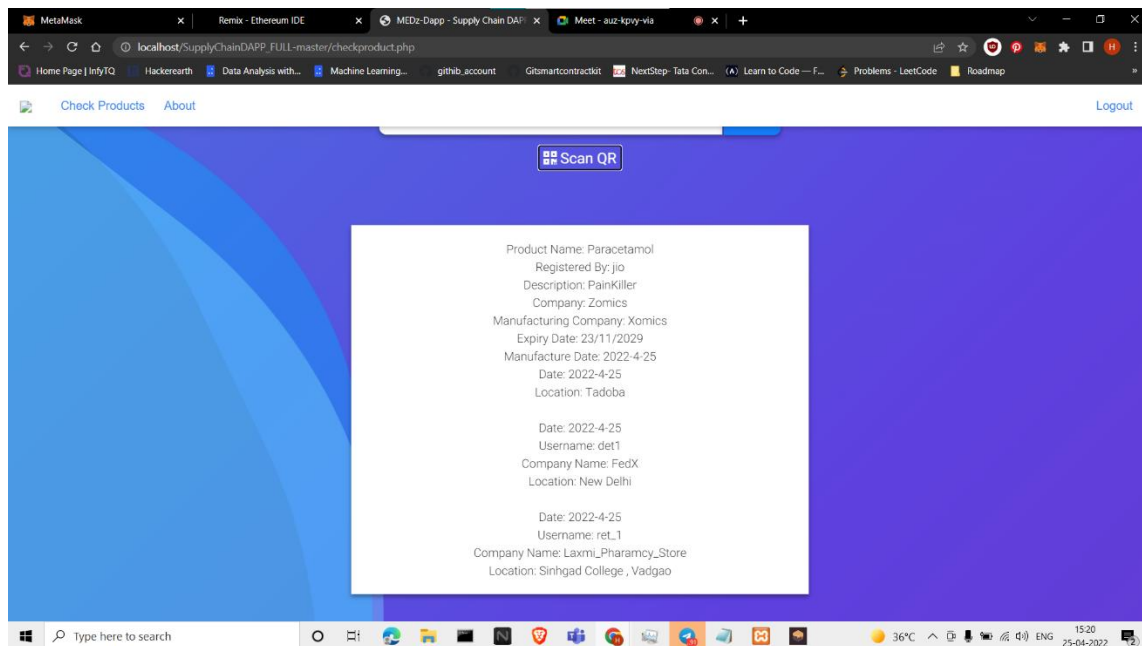 MetaMask
Remix - Ethereum IDE
MEDz-Dapp - Supply Chain DAP
Meet - auz-kpvy-via
localhost/SupplyChainDAPP_FULL-master/checkproduct.php
H
Home Page | InfyTQ
Hackerearth
Data Analysis with...
Machine Learning...
githib_account
Gitsmartcontractkit
NextStep- Tata Con...
(A) Learn to Code — F...
Problems - LeetCode
Roadmap
Check Products
About
Logout
Scan QR
Product Name: Paracetamol
Registered By: jio
Description: PainKiller
Company: Zomics
Manufacturing Company: Xomics
Expiry Date: 23/11/2029
Manufacture Date: 2022-4-25
Date: 2022-4-25
Location: Tadoba
Date: 2022-4-25
Username: det1
Company Name: FedX
Location: New Delhi
Date: 2022-4-25
Username: ret_1
Company Name: Laxmi_Pharamcy_Store
Location: Sinhgad College , Vadgao
Type here to search
36°C
ENG
15:20
25-04-2022
2